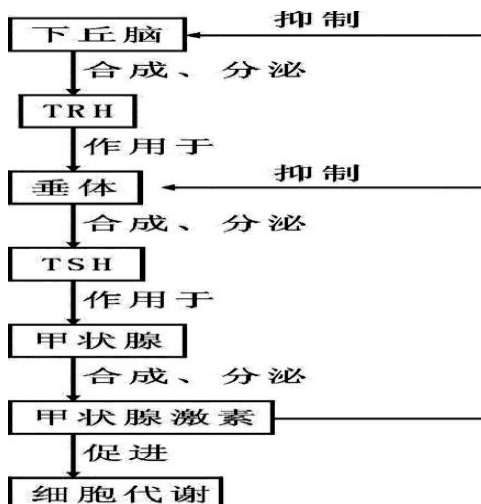 下丘脑
抑制
合成、分泌
TRH
作用于
垂体
抑制
合成、分泌
TSH
作用于
甲状腺
合成、分泌
甲状腺激素
促进
细胞代谢